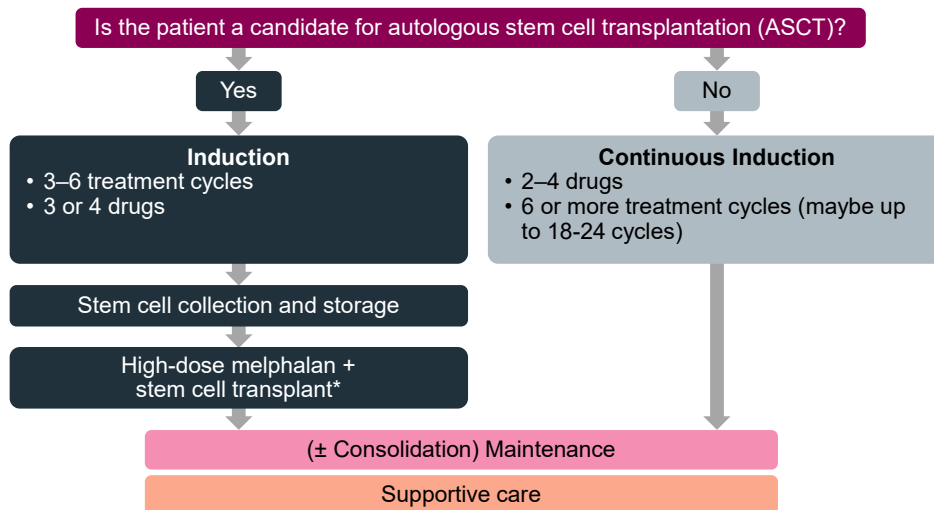 Is the patient a candidate for autologous stem cell transplantation (ASCT)?
Yes
No
Induction
• 3–6 treatment cycles
• 3 or 4 drugs
Continuous Induction
• 2–4 drugs
• 6 or more treatment cycles (maybe up
to 18-24 cycles)
Stem cell collection and storage
High-dose melphalan +
stem cell transplant*
(± Consolidation) Maintenance
Supportive care